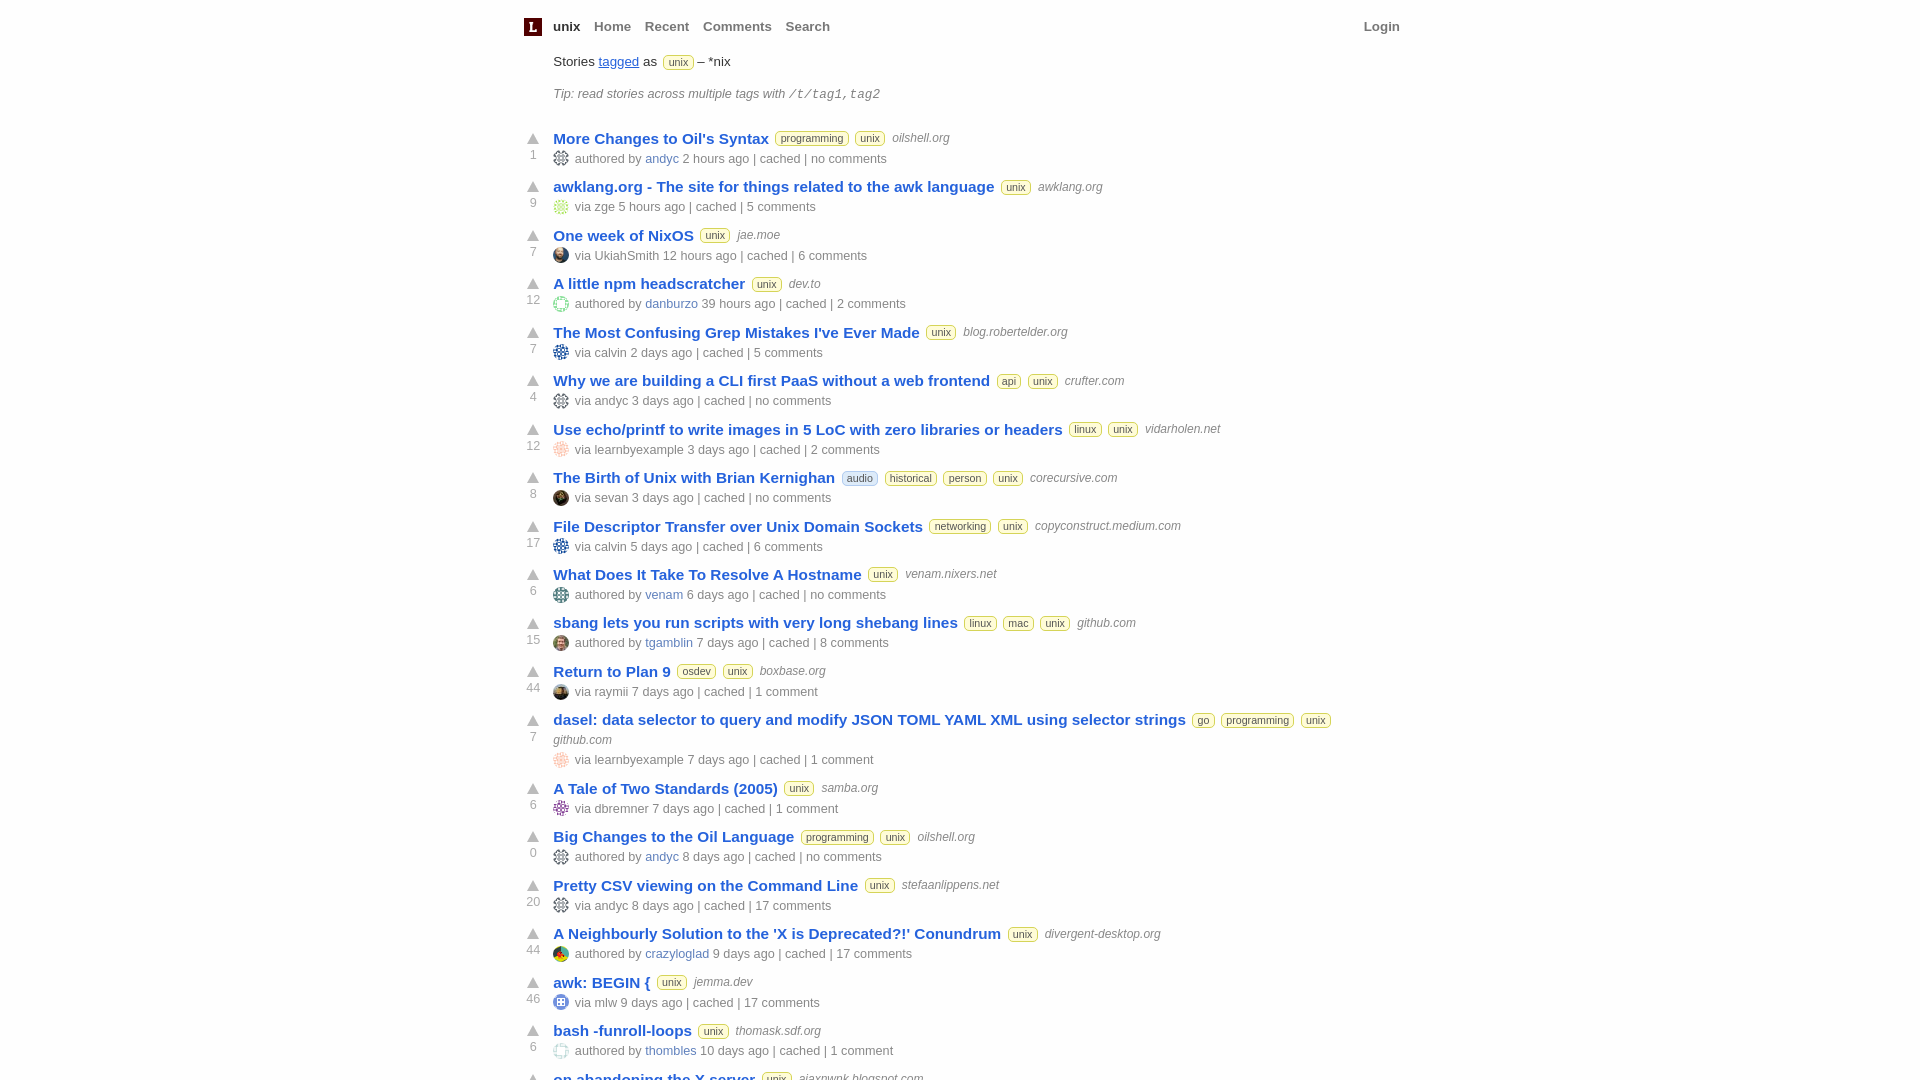 L unix Home Recent Comments Search Login
Stories tagged as unix – *nix
Tip: read stories across multiple tags with /t/tag1,tag2
More Changes to Oil's Syntax programming unix oilshell.org
1 authored by andyc 2 hours ago | cached | no comments
awklang.org - The site for things related to the awk language unix awklang.org
9 via zge 5 hours ago | cached | 5 comments
One week of NixOS unix jae.moe
7 via UkiahSmith 12 hours ago | cached | 6 comments
A little npm headscratcher unix dev.to
12 authored by danburzo 39 hours ago | cached | 2 comments
The Most Confusing Grep Mistakes I've Ever Made unix blog.robertelder.org
7 via calvin 2 days ago | cached | 5 comments
Why we are building a CLI first PaaS without a web frontend api unix crufter.com
4 via andyc 3 days ago | cached | no comments
Use echo/printf to write images in 5 LoC with zero libraries or headers linux unix vidarholen.net
12 via learnbyexample 3 days ago | cached | 2 comments
The Birth of Unix with Brian Kernighan audio historical person unix corecursive.com
8 via sevan 3 days ago | cached | no comments
File Descriptor Transfer over Unix Domain Sockets networking unix copyconstruct.medium.com
17 via calvin 5 days ago | cached | 6 comments
What Does It Take To Resolve A Hostname unix venam.nixers.net
6 authored by venam 6 days ago | cached | no comments
sbang lets you run scripts with very long shebang lines linux mac unix github.com
15 authored by tgamblin 7 days ago | cached | 8 comments
Return to Plan 9 osdev unix boxbase.org
44 via raymii 7 days ago | cached | 1 comment
dasel: data selector to query and modify JSON TOML YAML XML using selector strings go programming unix
7 github.com
via learnbyexample 7 days ago | cached | 1 comment
A Tale of Two Standards (2005) unix samba.org
6 via dbremner 7 days ago | cached | 1 comment
Big Changes to the Oil Language programming unix oilshell.org
0 authored by andyc 8 days ago | cached | no comments
Pretty CSV viewing on the Command Line unix stefaanlippens.net
20 via andyc 8 days ago | cached | 17 comments
A Neighbourly Solution to the 'X is Deprecated?!' Conundrum unix divergent-desktop.org
44 authored by crazyloglad 9 days ago | cached | 17 comments
awk: BEGIN { unix jemma.dev
46 via mlw 9 days ago | cached | 17 comments
bash -funroll-loops unix thomask.sdf.org
6 authored by thombles 10 days ago | cached | 1 comment
on abandoning the X server unix ajaxnwnk.blogspot.com